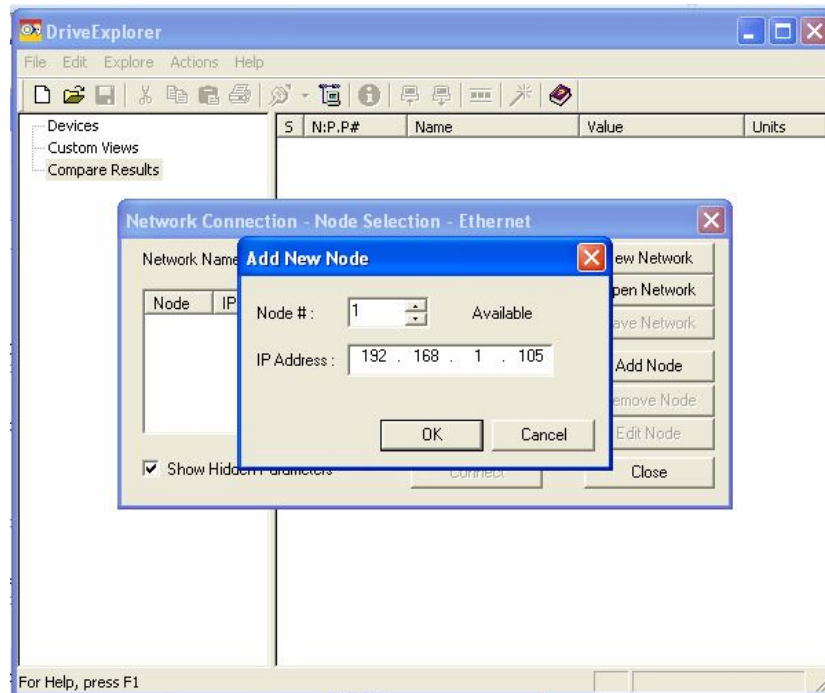 DriveExplorer
File Edit Explore Actions Help
Devices
Custom Views
Compare Results
S N:P.P# Name Value Units
Network Connection - Node Selection - Ethernet
Network Name
Node IP
Add New Node
Node # : 1 Available
IP Address : 192 . 168 . 1 . 105
OK Cancel
ew Network
pen Network
ave Network
Add Node
emove Node
Edit Node
Show Hidden Parameters
Connect
Close
For Help, press F1